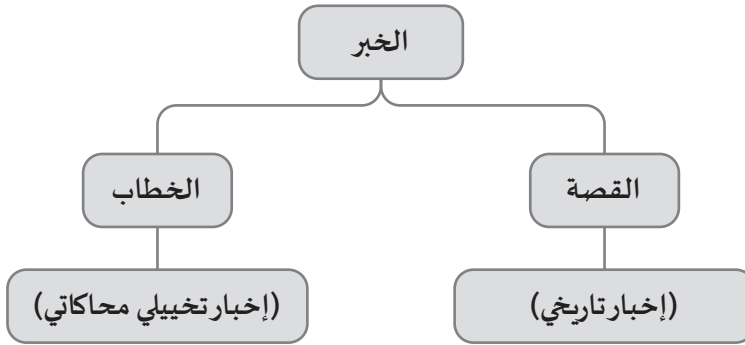 الخبر
القصة
الخطاب
(إخبار تاريخي)
(إخبار تخييلي محاكاتي)